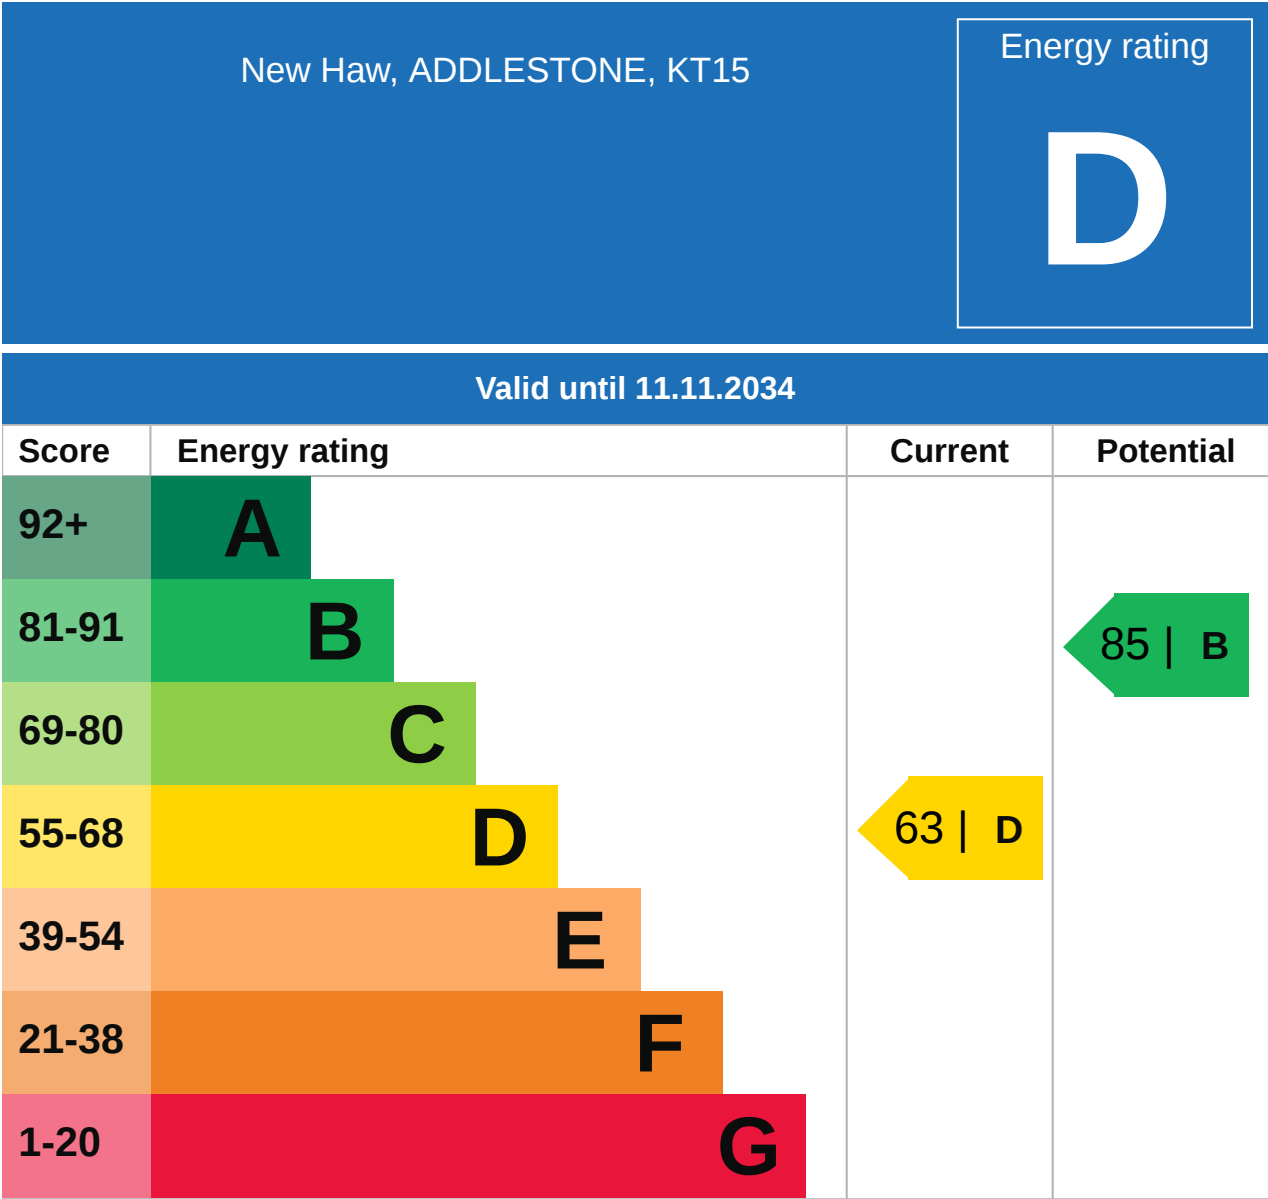 New Haw, ADDLESTONE, KT15
Energy rating
D
Valid until 11.11.2034
Score Energy rating Current Potential
92+ A
81-91 B 85 | B
69-80 C
55-68 D 63 | D
39-54 E
21-38 F
1-20 G